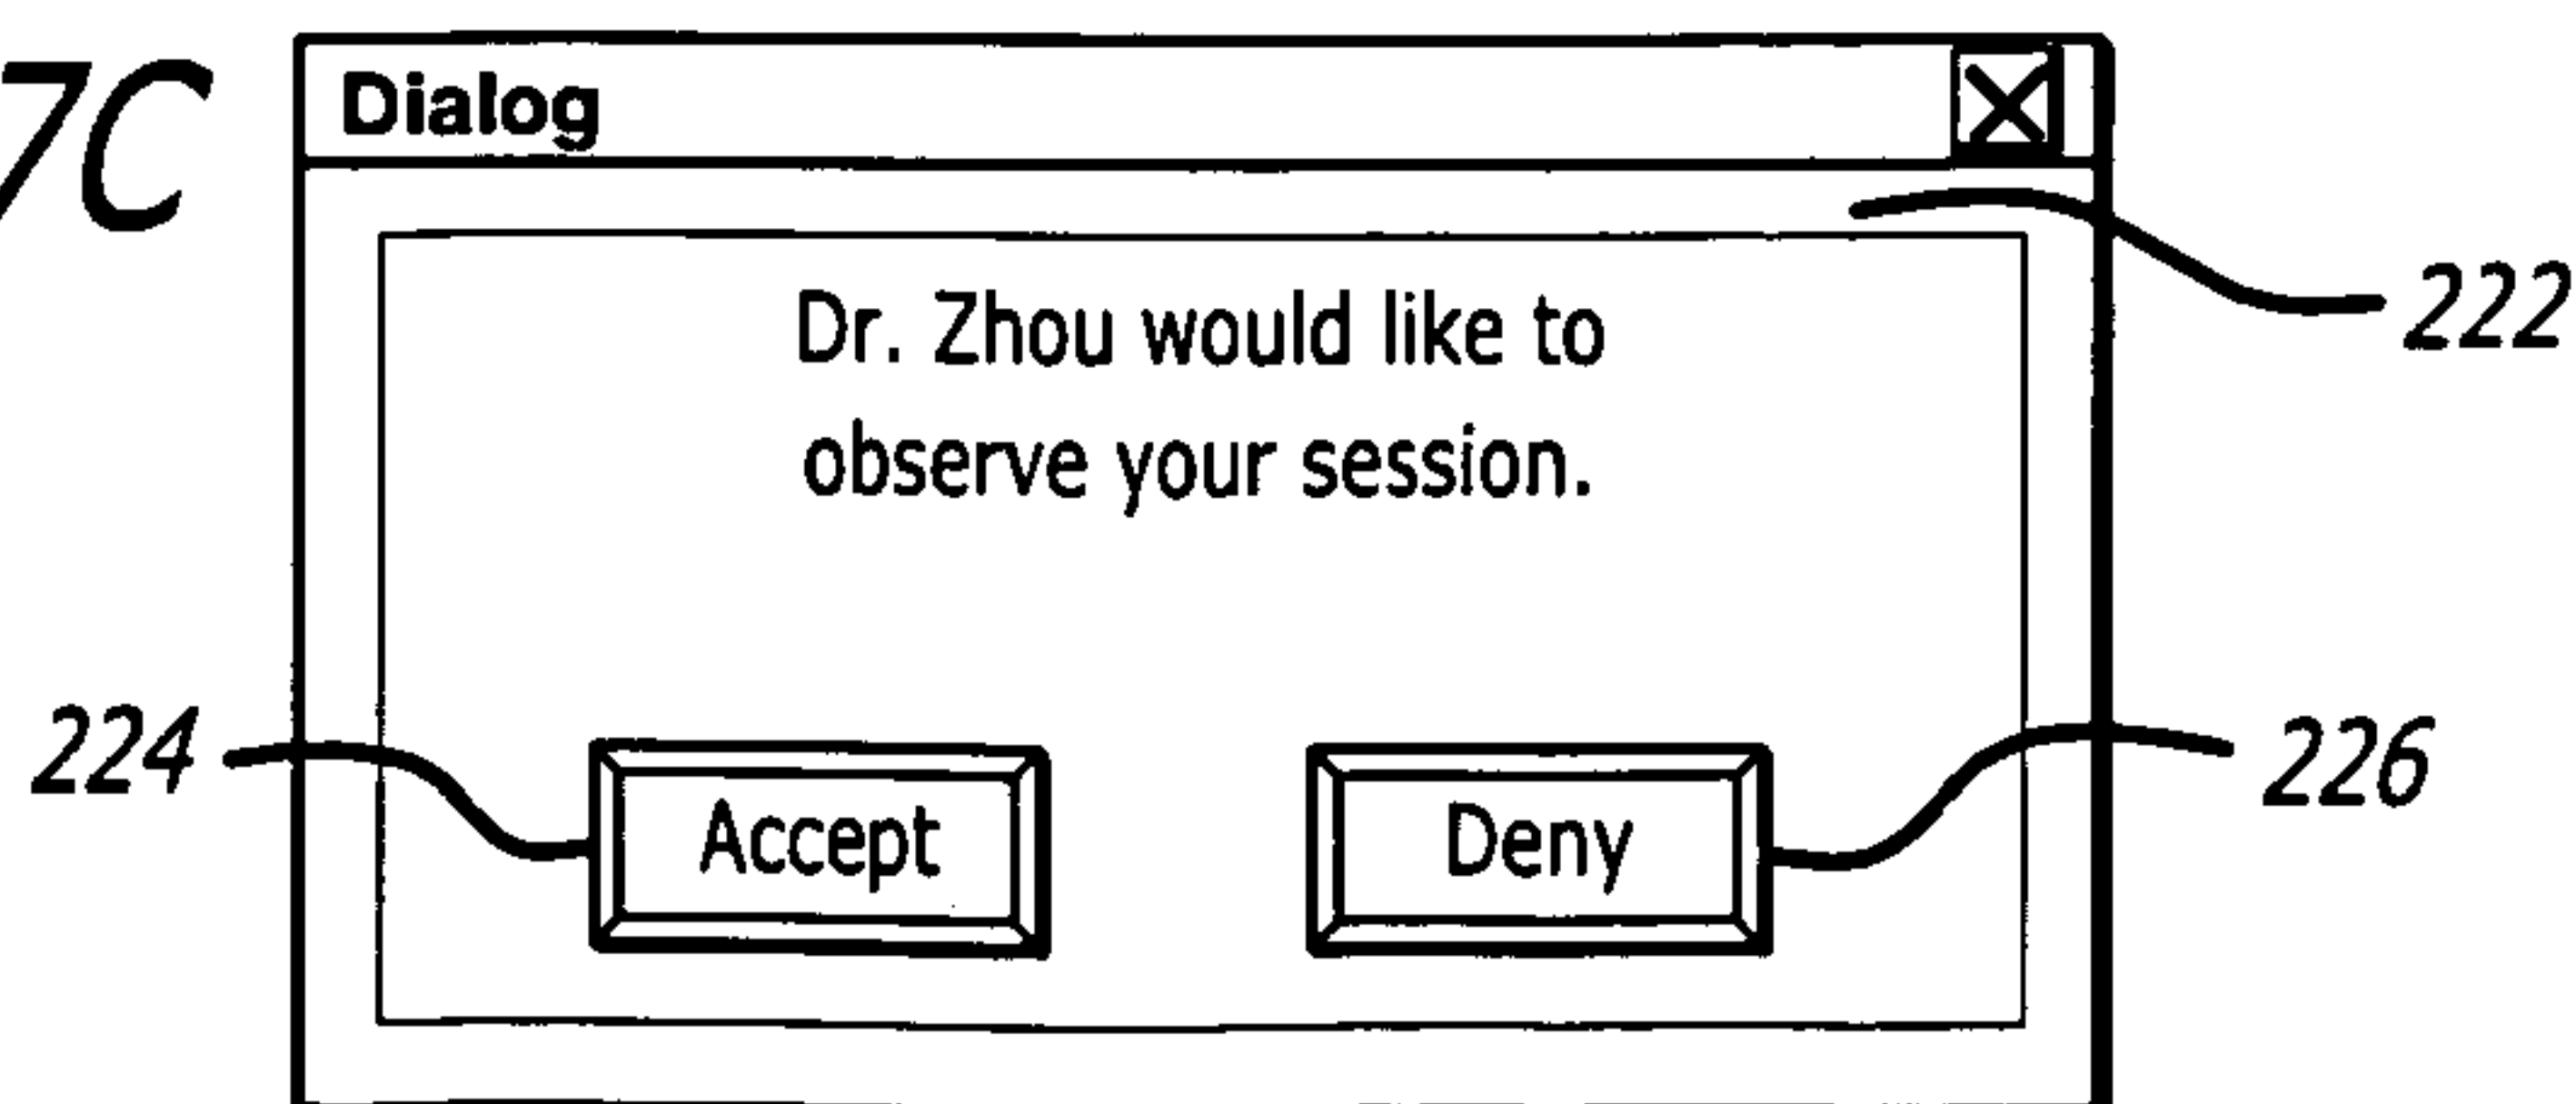 7C
Dialog
222
Dr. Zhou would like to
observe your session.
224
226
Accept
Deny